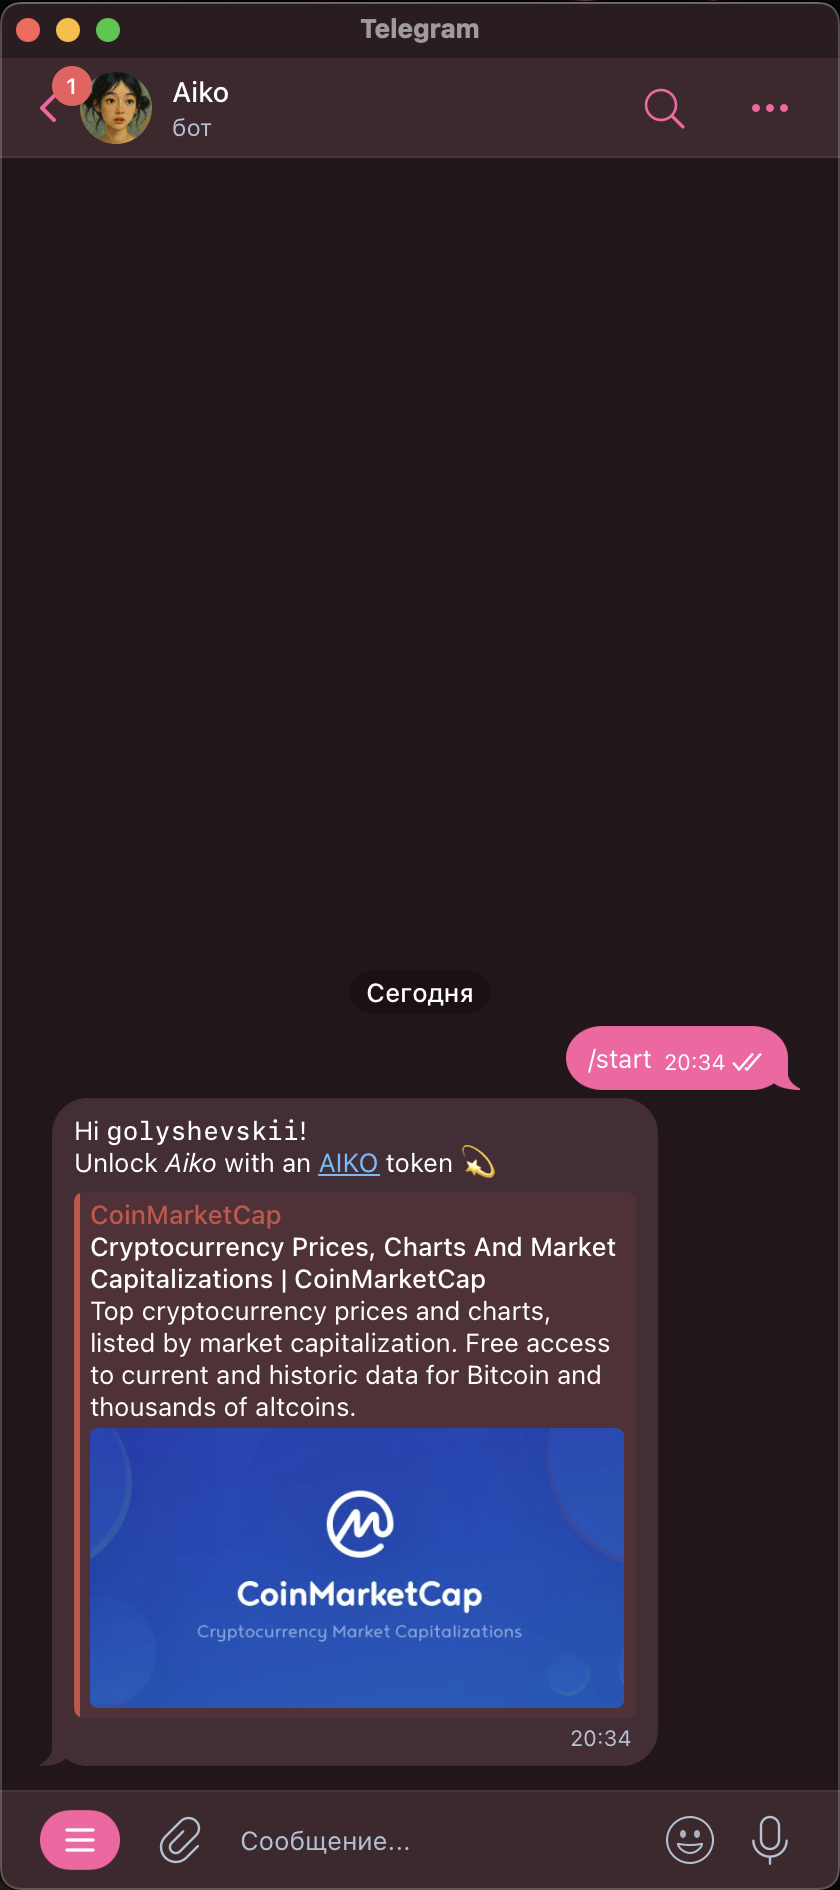 Telegram
1
Aiko
бот
Сегодня
/start 20:34
Hi golyshevskii!
Unlock Aiko with an AIKO token 💫
CoinMarketCap
Cryptocurrency Prices, Charts And Market
Capitalizations | CoinMarketCap
Top cryptocurrency prices and charts,
listed by market capitalization. Free access
to current and historic data for Bitcoin and
thousands of altcoins.
CoinMarketCap
Cryptocurrency Market Capitalizations
20:34
Сообщение...